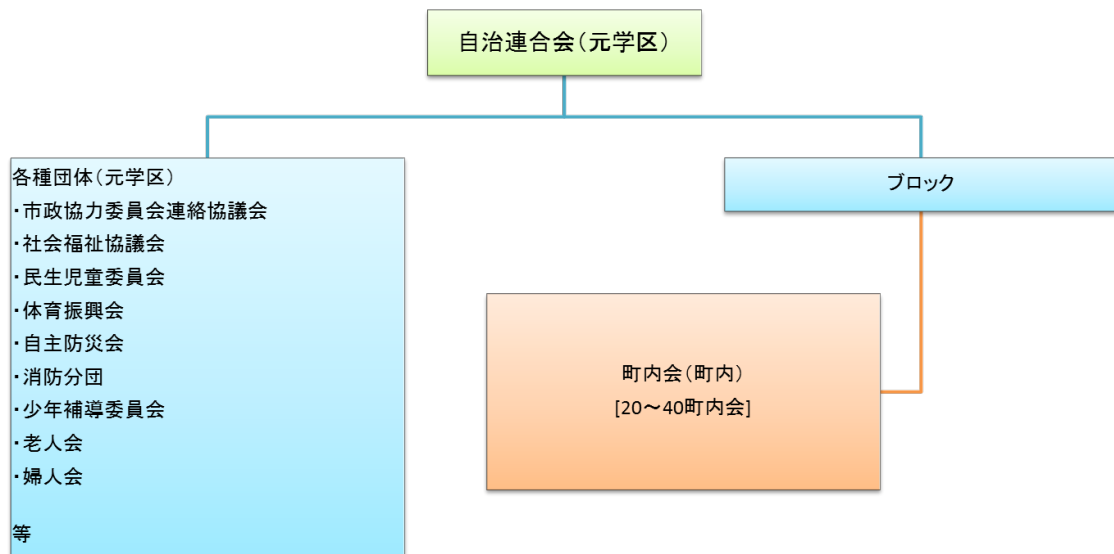 自治連合会（元学区）
各種団体（元学区）
・市政協力委員会連絡協議会
・社会福祉協議会
・民生児童委員会
・体育振興会
・自主防災会
・消防分団
・少年補導委員会
・老人会
・婦人会
等
ブロック
町内会（町内）
[20～40町内会]